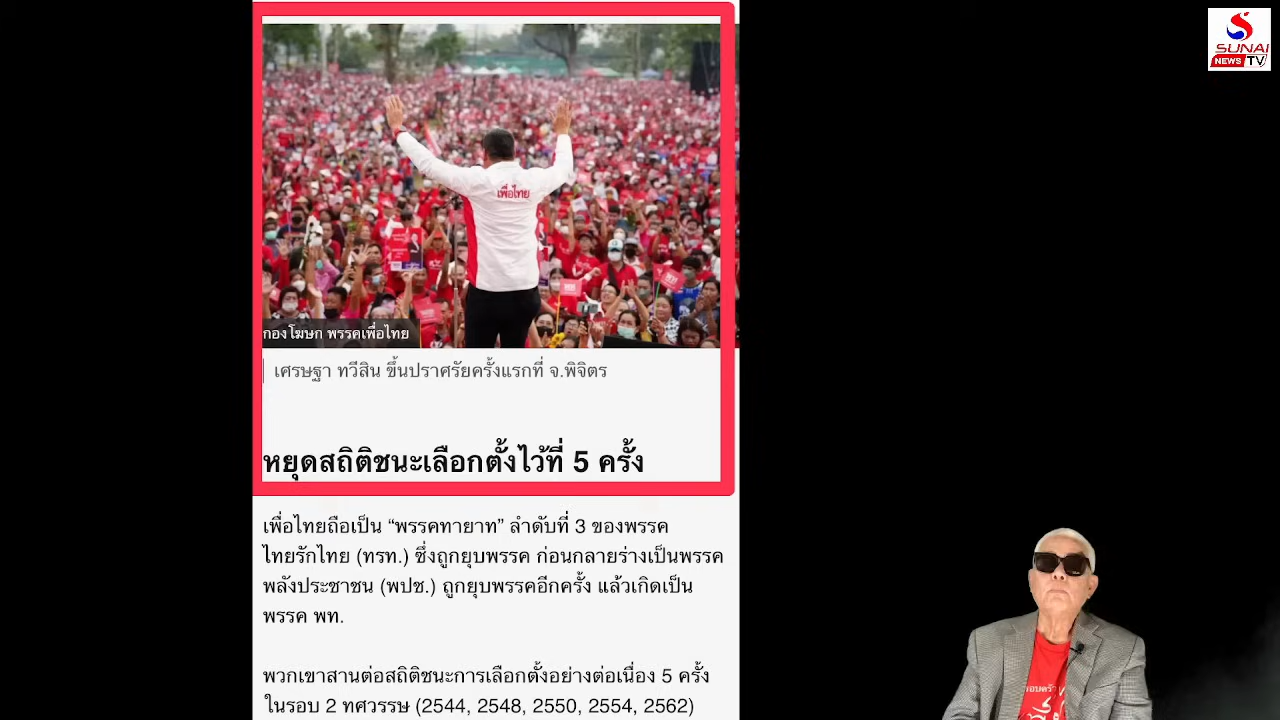 SUNAI
NEWS TV
เพื่อไทย
กองโฆษก พรรคเพื่อไทย
เศรษฐา ทวีสิน ขึ้นปราศรัยครั้งแรกที่ จ.พิจิตร
หยุดสถิติชนะเลือกตั้งไว้ที่ 5 ครั้ง
เพื่อไทยถือเป็น “พรรคทายาท” ลำดับที่ 3 ของพรรค
ไทยรักไทย (ทรท.) ซึ่งถูกยุบพรรค ก่อนกลายร่างเป็นพรรค
พลังประชาชน (พปช.) ถูกยุบพรรคอีกครั้ง แล้วเกิดเป็น
พรรค พท.
พวกเขาสานต่อสถิติชนะการเลือกตั้งอย่างต่อเนื่อง 5 ครั้ง
ในรอบ 2 ทศวรรษ (2544, 2548, 2550, 2554, 2562)